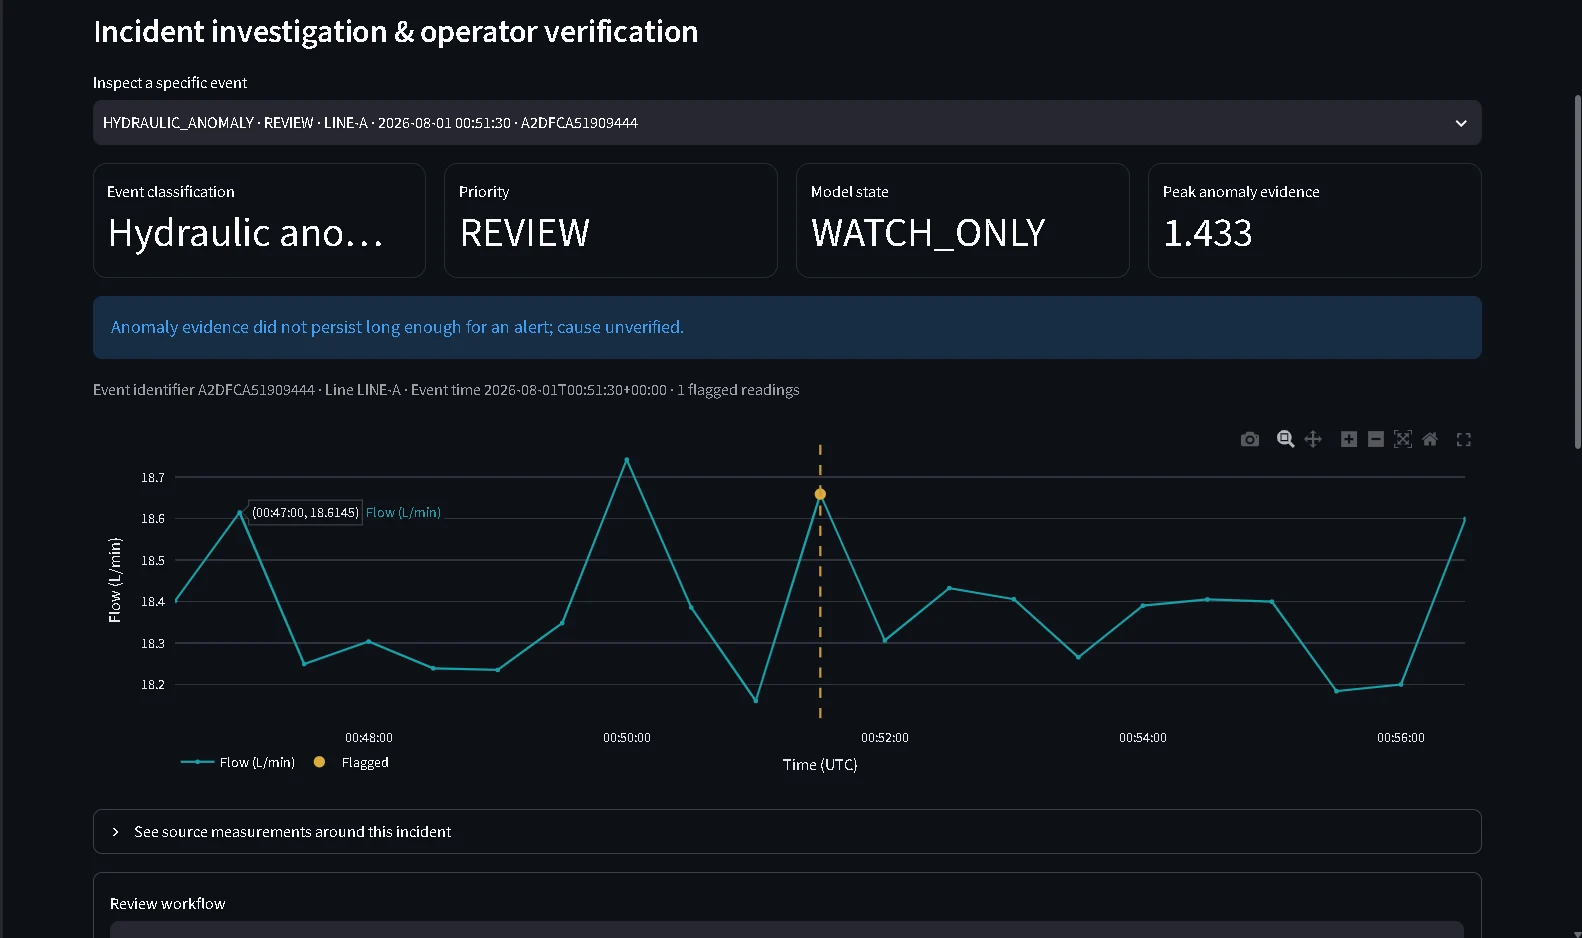 Incident investigation & operator verification
Inspect a specific event
HYDRAULIC_ANOMALY · REVIEW · LINE-A · 2026-08-01 00:51:30 · A2DFCA51909444
Event classification
Hydraulic ano...
Priority
REVIEW
Model state
WATCH_ONLY
Peak anomaly evidence
1.433
Anomaly evidence did not persist long enough for an alert; cause unverified.
Event identifier A2DFCA51909444 · Line LINE-A · Event time 2026-08-01T00:51:30+00:00 · 1 flagged readings
Flow (L/min)
18.7
18.6
18.5
18.4
18.3
18.2
(00:47:00, 18.6145) Flow (L/min)
00:48:00 00:50:00 00:52:00 00:54:00 00:56:00
Time (UTC)
Flow (L/min) Flagged
See source measurements around this incident
Review workflow